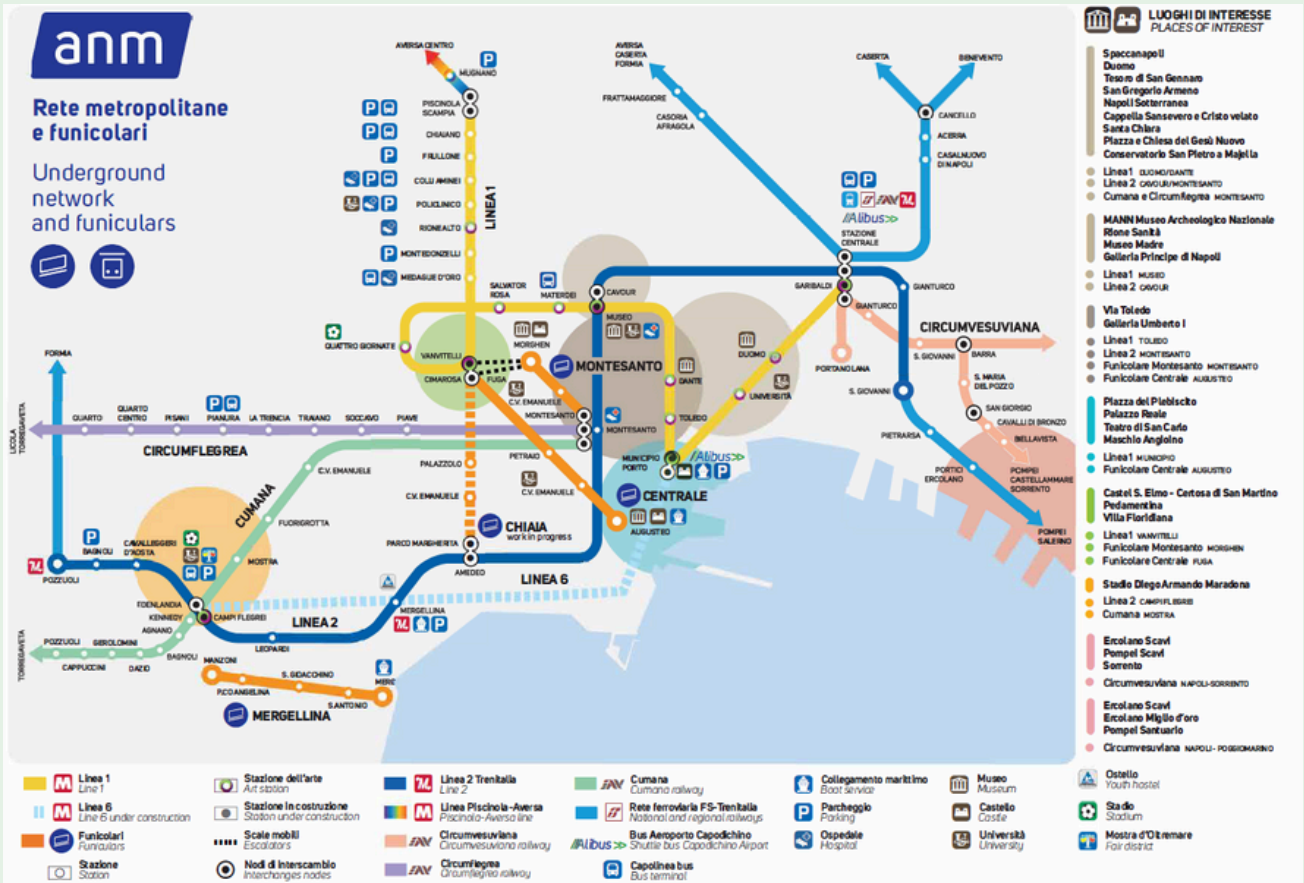 anm
Rete metropolitane
e funicolari
Underground
network
and funiculars
AVERSA CENTRO
MUGNANO
PISCINOLA
SCAMPIA
CHIAIANO
FRULLONE
COLLI AMINEI
POLICLINICO
RIONE ALTO
MONTEDONZELLI
MEDAGLIE D'ORO
LINEA 1
SALVATOR
ROSA
MATERDEI
CAVOUR
MUSEO
QUATTRO GIORNATE
VANVITELLI
CIMAROSA
FUGA
MORGHEN
MONTESANTO
C.V. EMANUELE
MONTESANTO
MONTESANTO
DANTE
TOLEDO
DUOMO
UNIVERSITÀ
MUNICIPIO
PORTO
Alibus>>
PETRAIO
C.V. EMANUELE
CENTRALE
AUGUSTEO
AVERSA
CASERTA
FORMIA
FRATTAMAGGIORE
CASORIA
AFRAGOLA
CASERTA
BENEVENTO
CANCELLO
ACERRA
CASALNUOVO
DI NAPOLI
Alibus>>
STAZIONE
CENTRALE
GARIBALDI
GIANTURCO
GIANTURCO
CIRCUMVESUVIANA
S. GIOVANNI
BARRA
PORTANOLANA
S. MARIA
DEL POZZO
S. GIOVANNI
SAN GIORGIO
CAVALLI DI BRONZO
BELLAVISTA
PIETRARSA
PORTICI
ERCOLANO
POMPEI
CASTELLAMMARE
SORRENTO
POMPEI
SALERNO
FORMIA
LICOLA
TORREGAVETA
QUARTO
QUARTO
CENTRO
PISANI
PIANURA
LA TRENCIA
TRAIANO
SOCCAVO
PIAVE
CIRCUMFLEGREA
C.V. EMANUELE
CUMANA
FUORIGROTTA
MOSTRA
PALAZZOLO
C.V. EMANUELE
PARCO MARGHERITA
CHIAIA
work in progress
AMEDEO
LINEA 6
MERGELLINA
POZZUOLI
BAGNOLI
CAVALLEGGERI
D'AOSTA
EDENLANDIA
KENNEDY
CAMPI FLEGREI
AGNANO
BAGNOLI
LINEA 2
LEOPARDI
TORREGAVETA
POZZUOLI
CAPPUCCINI
GEROLOMINI
DAZIO
MANZONI
P.CO ANGELINA
S. GIOACCHINO
S.ANTONIO
MERG
MERGELLINA
LUOGHI DI INTERESSE
PLACES OF INTEREST
Spaccanapoli
Duomo
Tesoro di San Gennaro
San Gregorio Armeno
Napoli Sotterranea
Cappella Sansevero e Cristo velato
Santa Chiara
Piazza e Chiesa del Gesù Nuovo
Conservatorio San Pietro a Majella
Linea1 DUOMO/DANTE
Linea 2 CAVOUR/MONTESANTO
Cumana e Circumflegrea MONTESANTO
MANN Museo Archeologico Nazionale
Rione Sanità
Museo Madre
Galleria Principe di Napoli
Linea1 MUSEO
Linea 2 CAVOUR
Via Toledo
Galleria Umberto I
Linea1 TOLEDO
Linea 2 MONTESANTO
Funicolare Montesanto MONTESANTO
Funicolare Centrale AUGUSTEO
Piazza del Plebiscito
Palazzo Reale
Teatro di San Carlo
Maschio Angioino
Linea1 MUNICIPIO
Funicolare Centrale AUGUSTEO
Castel S. Elmo - Certosa di San Martino
Pedamentina
Villa Floridiana
Linea1 VANVITELLI
Funicolare Montesanto MORGHEN
Funicolare Centrale FUGA
Stadio Diego Armando Maradona
Linea 2 CAMPI FLEGREI
Cumana MOSTRA
Ercolano Scavi
Pompei Scavi
Sorrento
Circumvesuviana NAPOLI-SORRENTO
Ercolano Scavi
Ercolano Miglio d'oro
Pompei Santuario
Circumvesuviana NAPOLI- POGGIOMARINO
Linea 1
Line 1
Linea 6
Line 6 under construction
Funicolari
Funiculars
Stazione
Station
Stazione dell'arte
Art station
Stazione in costruzione
Station under construction
Scale mobili
Escalators
Nodi di interscambio
Interchanges nodes
Linea 2 Trenitalia
Line 2
Linea Piscinola-Aversa
Piscinola-Aversa line
Circumvesuviana
Circumvesuviana railway
Circumflegrea
Circumflegrea railway
Cumana
Cumana railway
Rete ferroviaria FS-Trenitalia
National and regional railways
Alibus>>
Bus Aeroporto Capodichino
Shuttle bus Capodichino Airport
Capolinea bus
Bus terminal
Collegamento marittimo
Boat service
Parcheggio
Parking
Ospedale
Hospital
Museo
Museum
Castello
Castle
Università
University
Ostello
Youth hostel
Stadio
Stadium
Mostra d'Oltremare
Fair district